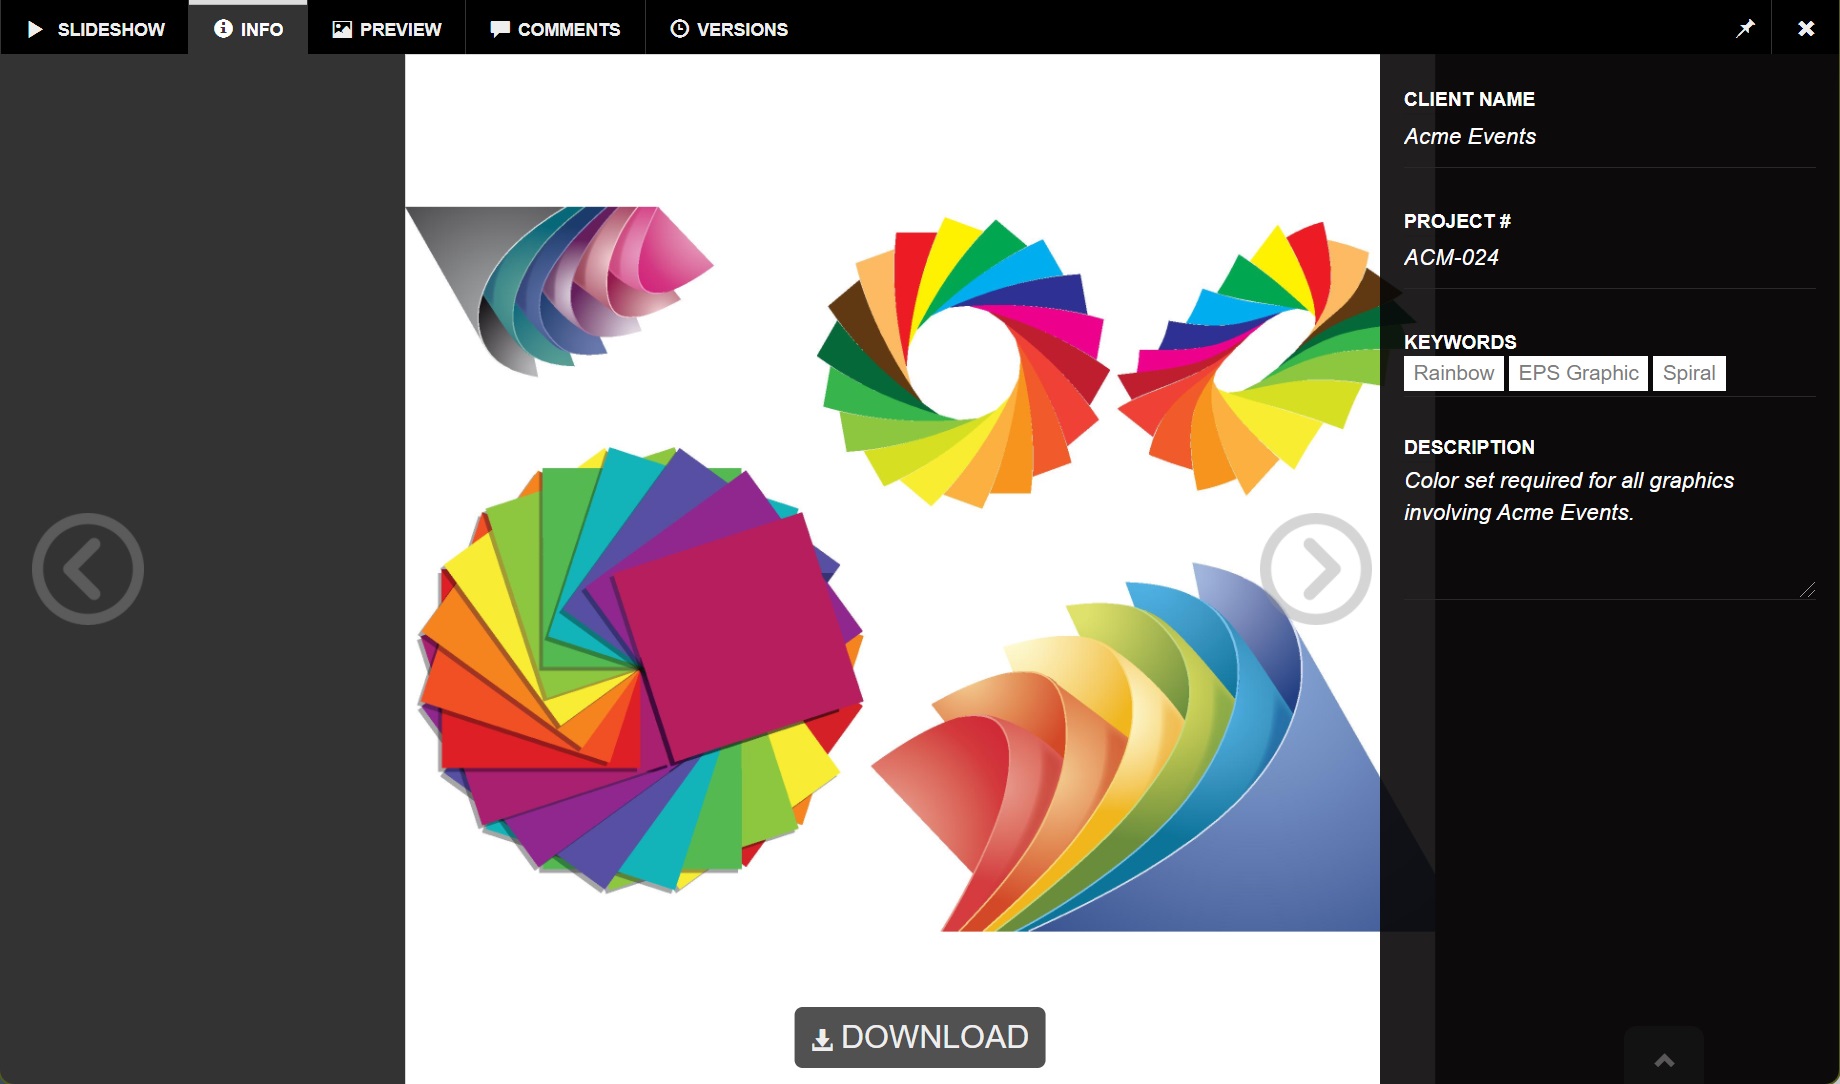 SLIDESHOW INFO PREVIEW COMMENTS VERSIONS
CLIENT NAME
Acme Events
PROJECT #
ACM-024
KEYWORDS
Rainbow EPS Graphic Spiral
DESCRIPTION
Color set required for all graphics
involving Acme Events.
DOWNLOAD